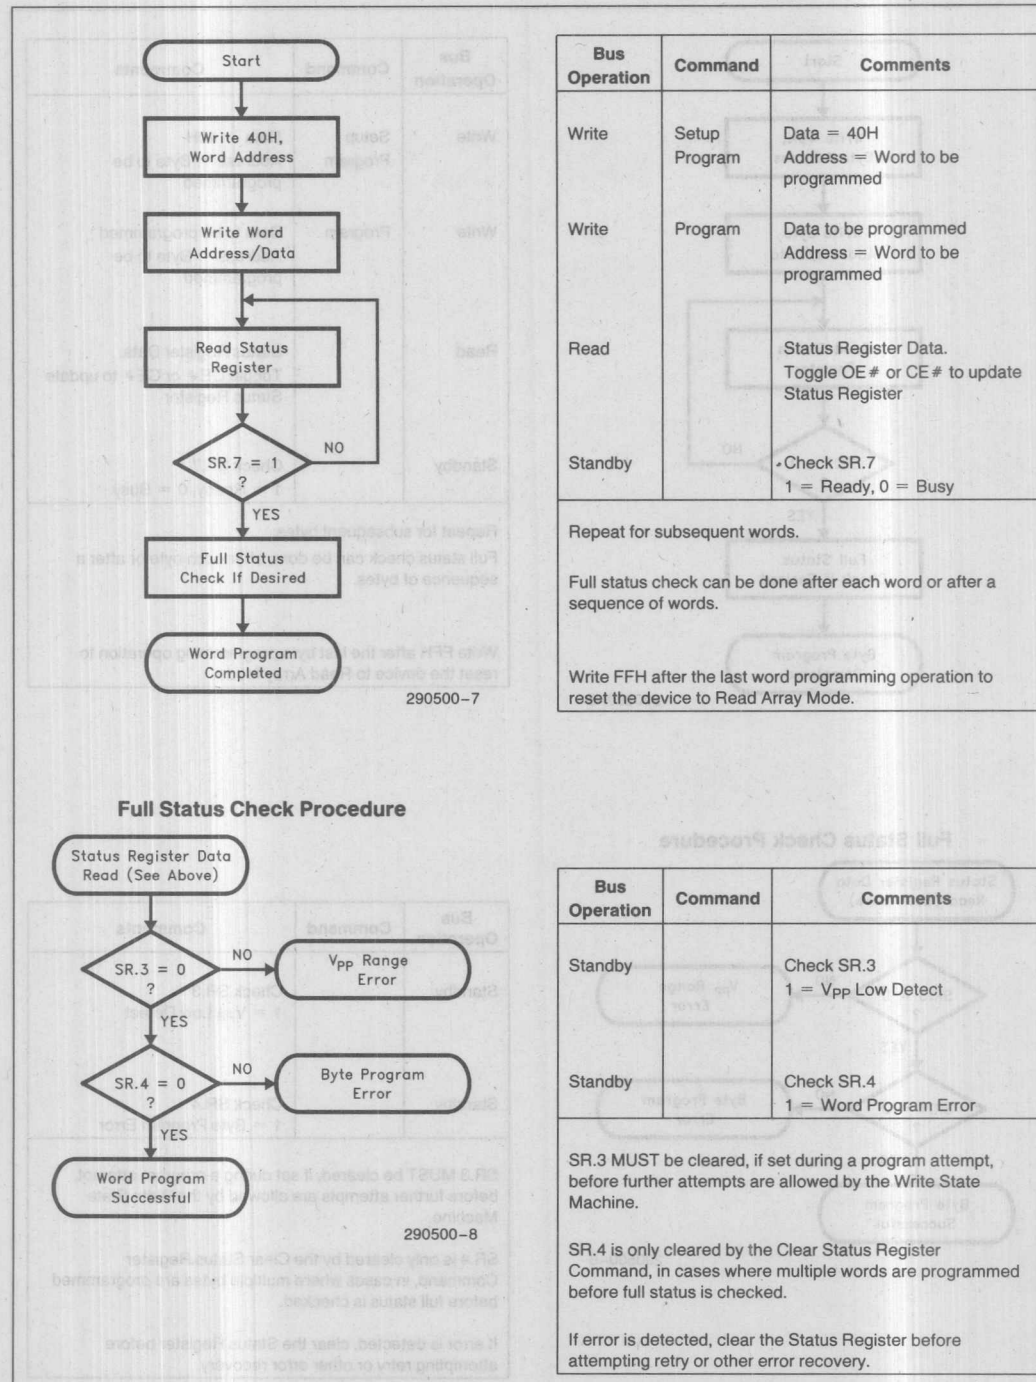 Start
Write 40H,
Word Address
Write Word
Address/Data
Read Status
Register
SR.7 = 1
?
NO
YES
Full Status
Check If Desired
Word Program
Completed
290500-7
Bus
Operation
Command
Comments
Write
Setup
Program
Data = 40H
Address = Word to be
programmed
Write
Program
Data to be programmed
Address = Word to be
programmed
Read
Status Register Data.
Toggle OE# or CE# to update
Status Register
Standby
Check SR.7
1 = Ready, 0 = Busy
Repeat for subsequent words.
Full status check can be done after each word or after a
sequence of words.
Write FFH after the last word programming operation to
reset the device to Read Array Mode.
Full Status Check Procedure
Status Register Data
Read (See Above)
SR.3 = 0
?
NO
VPP Range
Error
YES
SR.4 = 0
?
NO
Byte Program
Error
YES
Word Program
Successful
290500-8
Bus
Operation
Command
Comments
Standby
Check SR.3
1 = VPP Low Detect
Standby
Check SR.4
1 = Word Program Error
SR.3 MUST be cleared, if set during a program attempt,
before further attempts are allowed by the Write State
Machine.
SR.4 is only cleared by the Clear Status Register
Command, in cases where multiple words are programmed
before full status is checked.
If error is detected, clear the Status Register before
attempting retry or other error recovery.